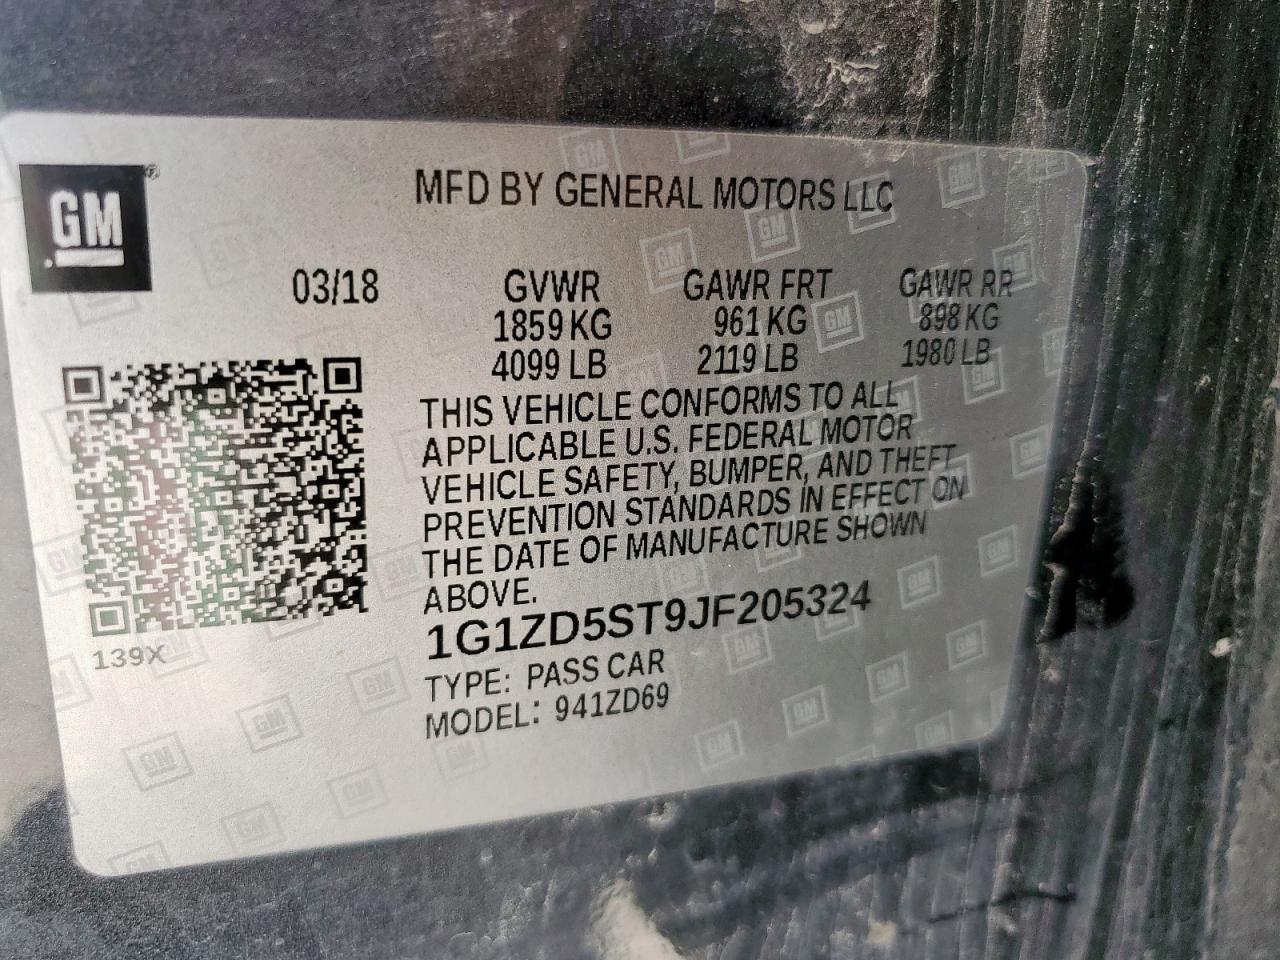 GM
MFD BY GENERAL MOTORS LLC
03/18 GVWR GAWR FRT GAWR RR
1859 KG 961 KG 898 KG
4099 LB 2119 LB 1980 LB
THIS VEHICLE CONFORMS TO ALL
APPLICABLE U.S. FEDERAL MOTOR
VEHICLE SAFETY, BUMPER, AND THEFT
PREVENTION STANDARDS IN EFFECT ON
THE DATE OF MANUFACTURE SHOWN
ABOVE.
1G1ZD5ST9JF205324
TYPE: PASS CAR
MODEL: 941ZD69
139X